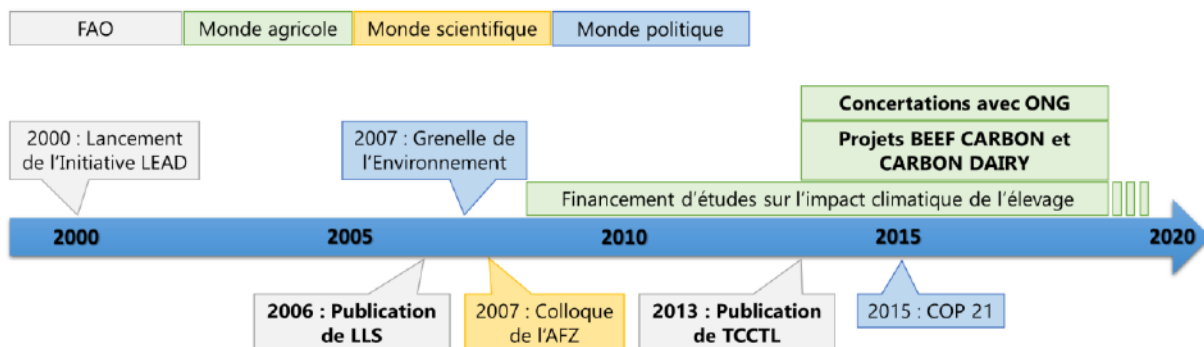 FAO
Monde agricole
Monde scientifique
Monde politique
Concertations avec ONG
2000 : Lancement
de l'Initiative LEAD
2007 : Grenelle de
l'Environnement
Projets BEEF CARBON et
CARBON DAIRY
Financement d'études sur l'impact climatique de l'élevage
2000
2005
2010
2015
2020
2006 : Publication
de LLS
2007 : Colloque
de l'AFZ
2013 : Publication
de TCCTL
2015 : COP 21